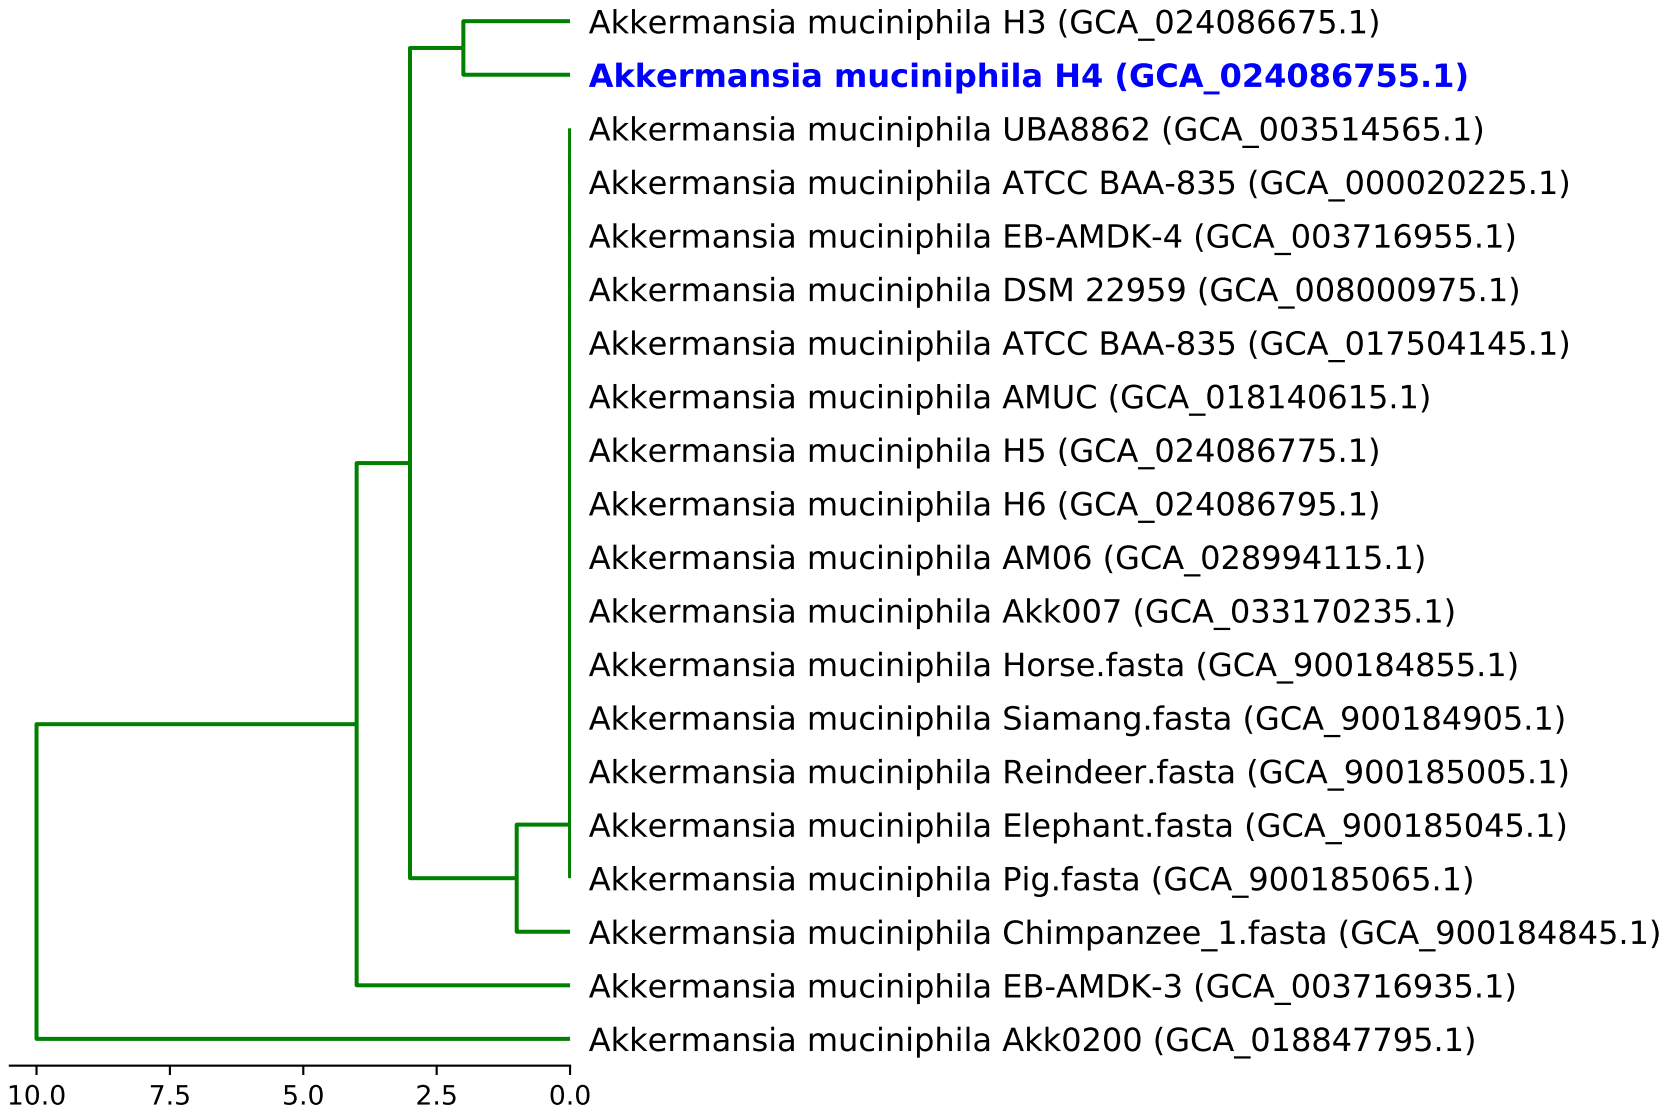 Akkermansia muciniphila H3 (GCA_024086675.1)
Akkermansia muciniphila H4 (GCA_024086755.1)
Akkermansia muciniphila UBA8862 (GCA_003514565.1)
Akkermansia muciniphila ATCC BAA-835 (GCA_000020225.1)
Akkermansia muciniphila EB-AMDK-4 (GCA_003716955.1)
Akkermansia muciniphila DSM 22959 (GCA_008000975.1)
Akkermansia muciniphila ATCC BAA-835 (GCA_017504145.1)
Akkermansia muciniphila AMUC (GCA_018140615.1)
Akkermansia muciniphila H5 (GCA_024086775.1)
Akkermansia muciniphila H6 (GCA_024086795.1)
Akkermansia muciniphila AM06 (GCA_028994115.1)
Akkermansia muciniphila Akk007 (GCA_033170235.1)
Akkermansia muciniphila Horse.fasta (GCA_900184855.1)
Akkermansia muciniphila Siamang.fasta (GCA_900184905.1)
Akkermansia muciniphila Reindeer.fasta (GCA_900185005.1)
Akkermansia muciniphila Elephant.fasta (GCA_900185045.1)
Akkermansia muciniphila Pig.fasta (GCA_900185065.1)
Akkermansia muciniphila Chimpanzee_1.fasta (GCA_900184845.1)
Akkermansia muciniphila EB-AMDK-3 (GCA_003716935.1)
Akkermansia muciniphila Akk0200 (GCA_018847795.1)
10.0 7.5 5.0 2.5 0.0